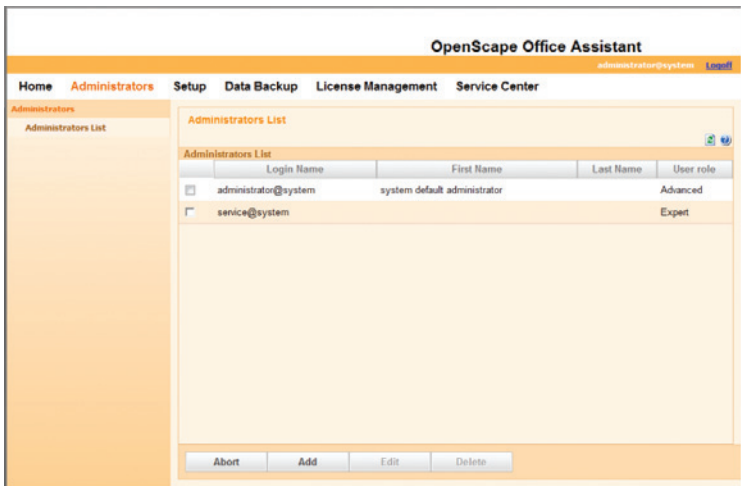 OpenScape Office Assistant
administrator@system Logoff
Home Administrators Setup Data Backup License Management Service Center
Administrators
Administrators List
Administrators List
Administrators List
Login Name First Name Last Name User role
administrator@system system default administrator Advanced
service@system Expert
Abort Add Edit Delete